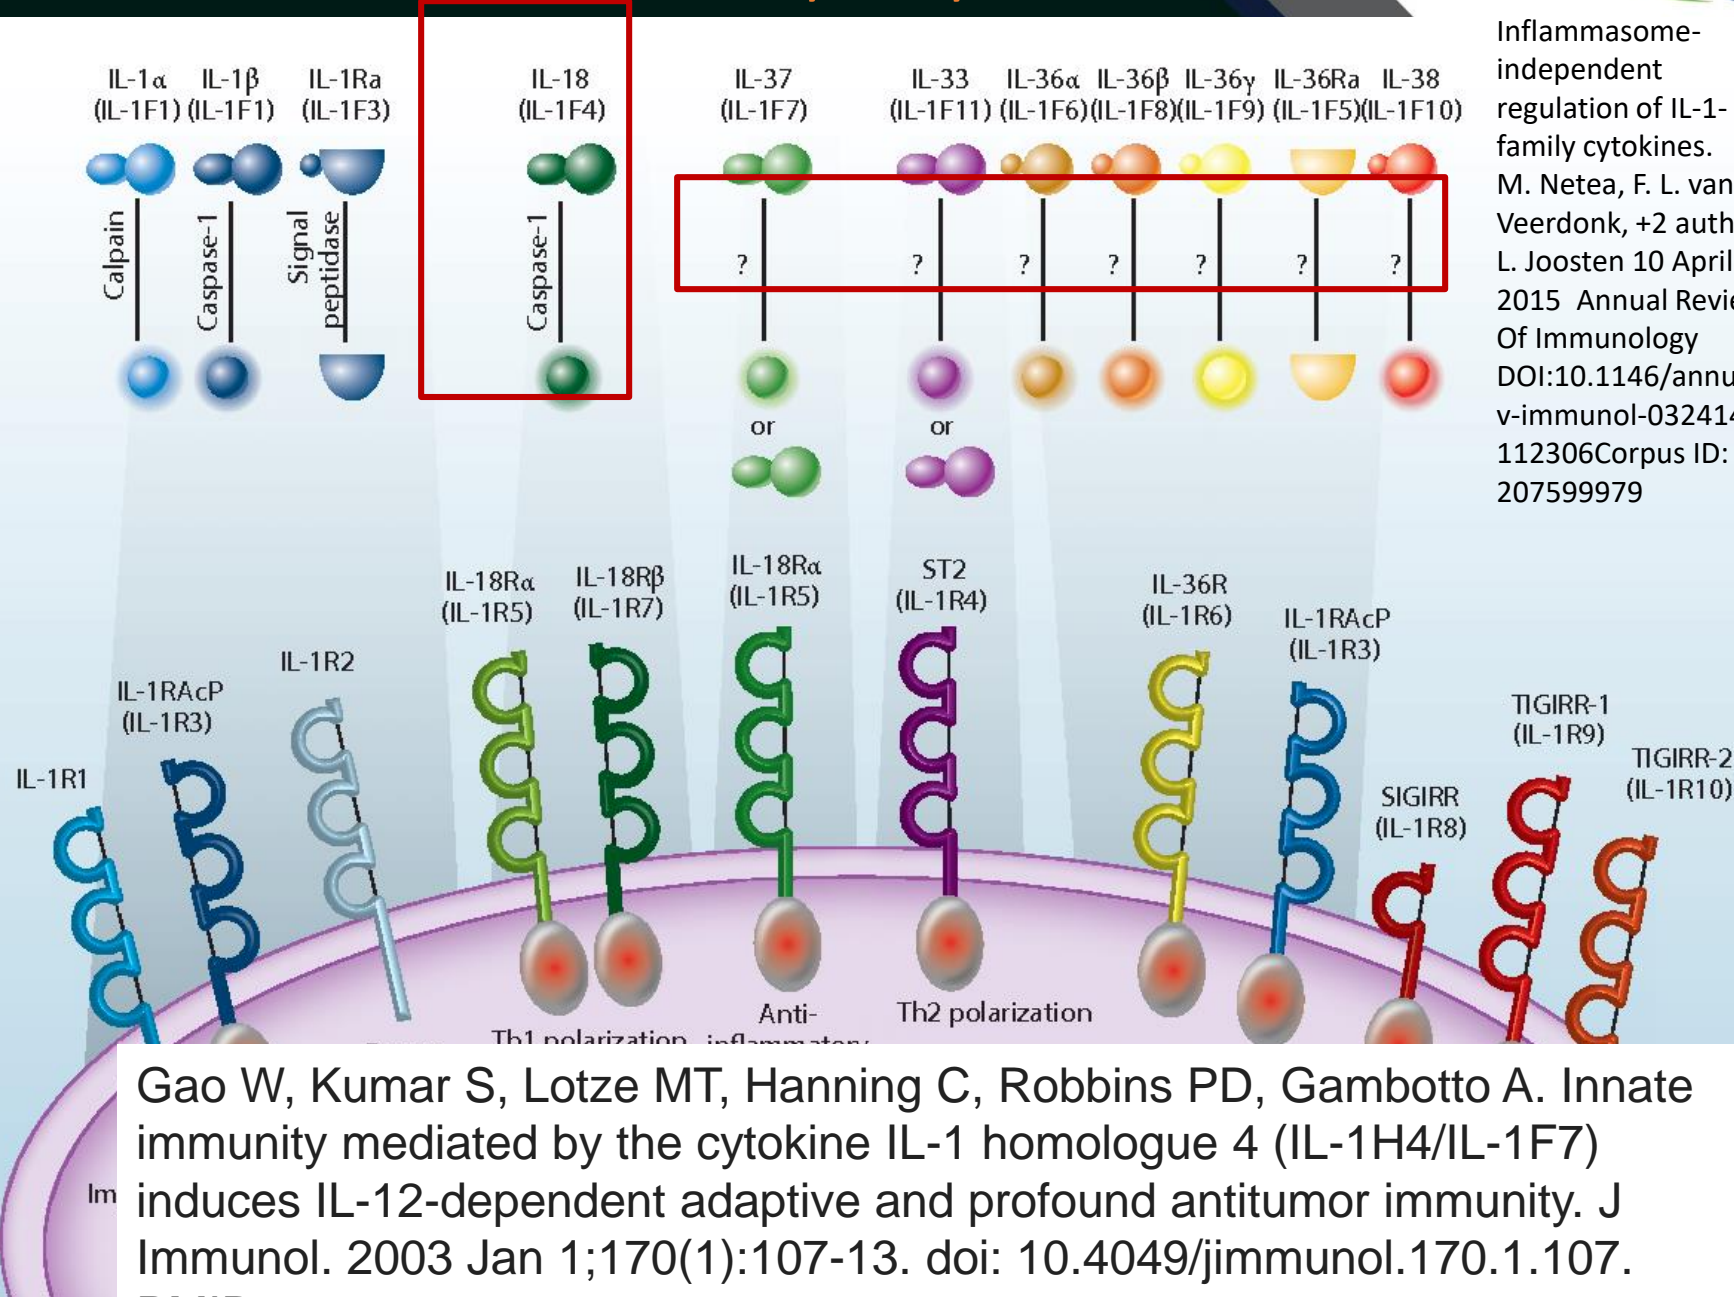 IL-1α IL-1β IL-1Ra IL-18 IL-37 IL-33 IL-36α IL-36β IL-36γ IL-36Ra IL-38
(IL-1F1) (IL-1F1) (IL-1F3) (IL-1F4) (IL-1F7) (IL-1F11) (IL-1F6) (IL-1F8) (IL-1F9) (IL-1F5) (IL-1F10)
Calpain
Caspase-1
Signal
peptidase
Caspase-1
? ? ? ? ? ? ?
or or
Inflammasome-
independent
regulation of IL-1-
family cytokines.
M. Netea, F. L. van
Veerdonk, +2 auth
L. Joosten 10 April
2015 Annual Revie
Of Immunology
DOI:10.1146/annu
v-immunol-032414
112306Corpus ID:
207599979
IL-1R1
IL-1RAcP
(IL-1R3)
IL-1R2
IL-18Rα
(IL-1R5)
IL-18Rβ
(IL-1R7)
IL-18Rα
(IL-1R5)
ST2
(IL-1R4)
IL-36R
(IL-1R6)
IL-1RAcP
(IL-1R3)
SIGIRR
(IL-1R8)
TIGIRR-1
(IL-1R9)
TIGIRR-2
(IL-1R10)
Th1 polarization
Anti-
inflammatory
Th2 polarization
Im
Gao W, Kumar S, Lotze MT, Hanning C, Robbins PD, Gambotto A. Innate
immunity mediated by the cytokine IL-1 homologue 4 (IL-1H4/IL-1F7)
induces IL-12-dependent adaptive and profound antitumor immunity. J
Immunol. 2003 Jan 1;170(1):107-13. doi: 10.4049/jimmunol.170.1.107.